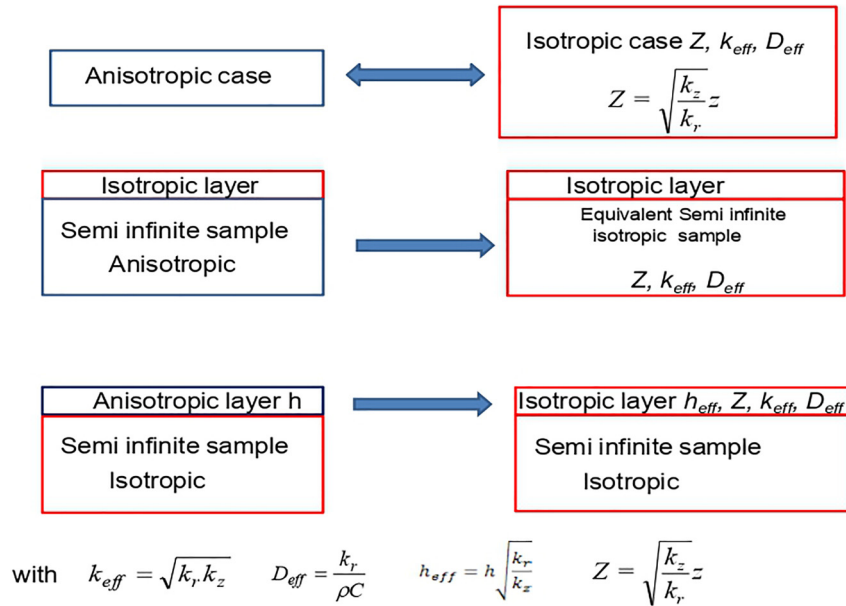 Anisotropic case
Isotropic case Z, k_eff, D_eff
Z = √(k_z/k_r) z
Isotropic layer
Semi infinite sample
Anisotropic
Isotropic layer
Equivalent Semi infinite
isotropic sample
Z, k_eff, D_eff
Anisotropic layer h
Semi infinite sample
Isotropic
Isotropic layer h_eff, Z, k_eff, D_eff
Semi infinite sample
Isotropic
with k_eff = √(k_r.k_z) D_eff = k_r/ρC h_eff = h√(k_r/k_z) Z = √(k_z/k_r) z